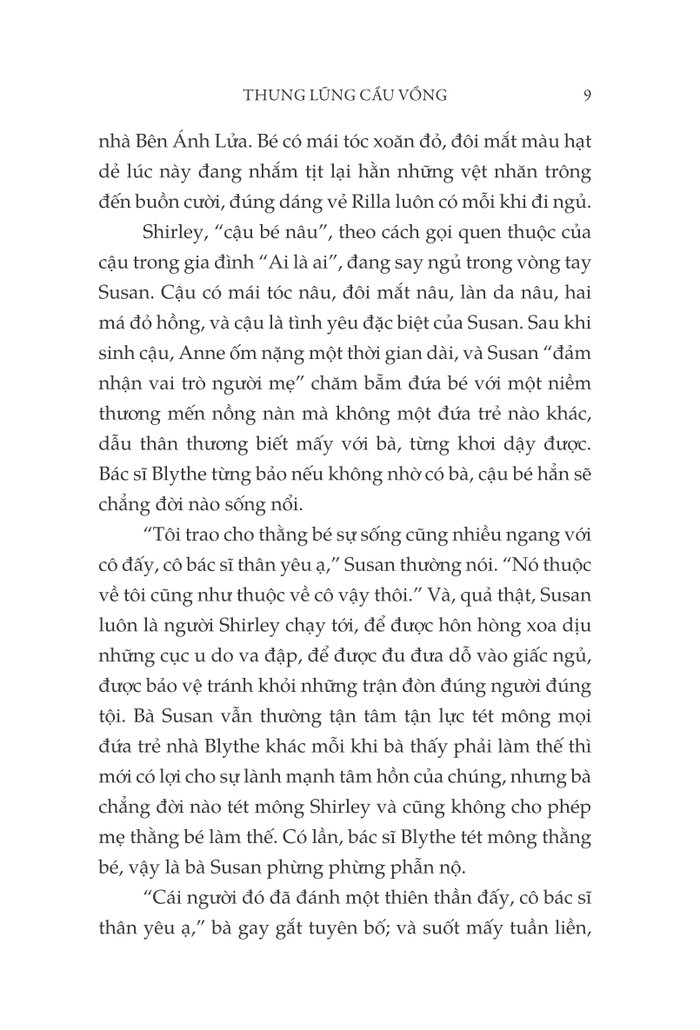 THUNG LŨNG CẦU VỒNG 9
nhà Bên Ánh Lửa. Bé có mái tóc xoăn đỏ, đôi mắt màu hạt
dẻ lúc này đang nhắm tịt lại hằn những vệt nhăn trông
đến buồn cười, đúng dáng vẻ Rilla luôn có mỗi khi đi ngủ.
Shirley, “cậu bé nâu”, theo cách gọi quen thuộc của
cậu trong gia đình “Ai là ai”, đang say ngủ trong vòng tay
Susan. Cậu có mái tóc nâu, đôi mắt nâu, làn da nâu, hai
má đỏ hồng, và cậu là tình yêu đặc biệt của Susan. Sau khi
sinh cậu, Anne ốm nặng một thời gian dài, và Susan “đảm
nhận vai trò người mẹ” chăm bẵm đứa bé với một niềm
thương mến nồng nàn mà không một đứa trẻ nào khác,
dẫu thân thương biết mấy với bà, từng khơi dậy được.
Bác sĩ Blythe từng bảo nếu không nhờ có bà, cậu bé hẳn sẽ
chẳng đời nào sống nổi.
“Tôi trao cho thằng bé sự sống cũng nhiều ngang với
cô đấy, cô bác sĩ thân yêu ạ,” Susan thường nói. “Nó thuộc
về tôi cũng như thuộc về cô vậy thôi.” Và, quả thật, Susan
luôn là người Shirley chạy tới, để được hôn hòng xoa dịu
những cục u do va đập, để được đu đưa dỗ vào giấc ngủ,
được bảo vệ tránh khỏi những trận đòn đúng người đúng
tội. Bà Susan vẫn thường tận tâm tận lực tét mông mọi
đứa trẻ nhà Blythe khác mỗi khi bà thấy phải làm thế thì
mới có lợi cho sự lành mạnh tâm hồn của chúng, nhưng bà
chẳng đời nào tét mông Shirley và cũng không cho phép
mẹ thằng bé làm thế. Có lần, bác sĩ Blythe tét mông thằng
bé, vậy là bà Susan phừng phừng phẫn nộ.
“Cái người đó đã đánh một thiên thần đấy, cô bác sĩ
thân yêu ạ,” bà gay gắt tuyên bố; và suốt mấy tuần liền,